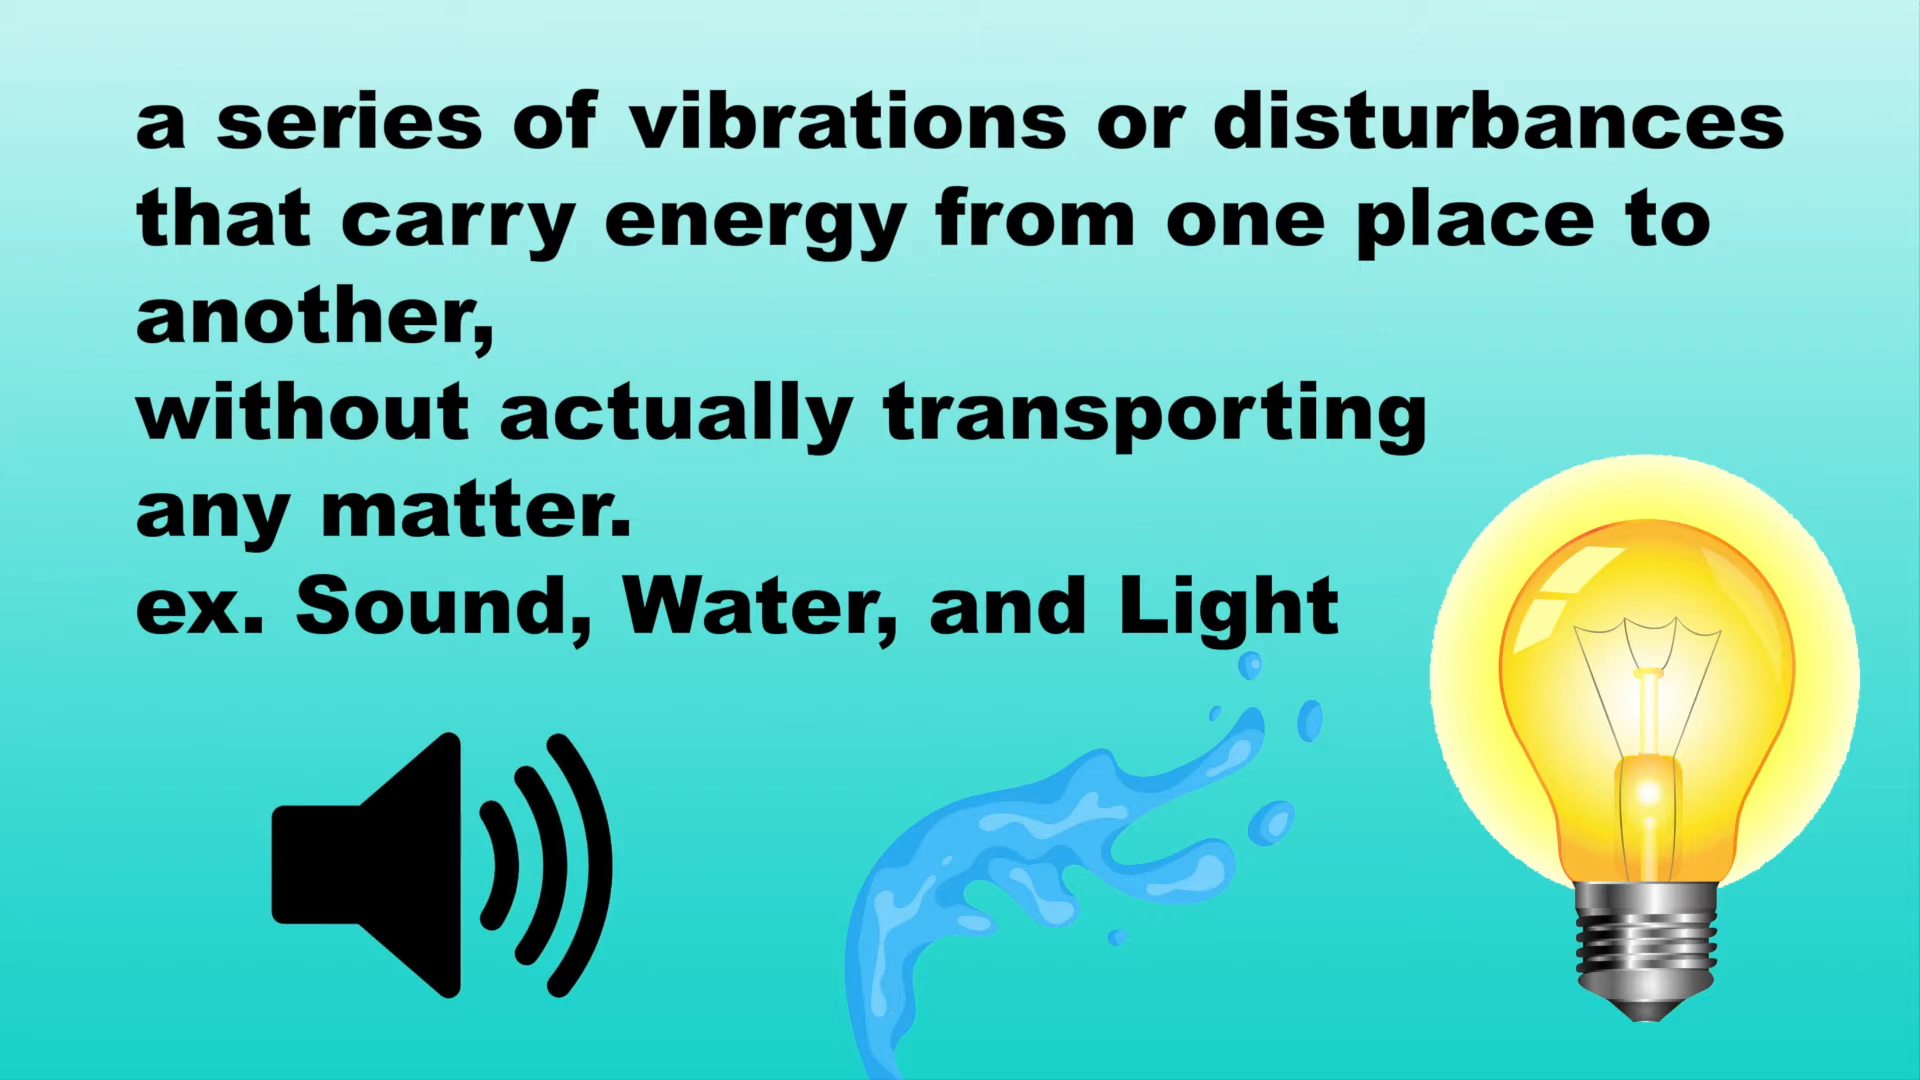 a series of vibrations or disturbances
that carry energy from one place to
another,
without actually transporting
any matter.
ex. Sound, Water, and Light